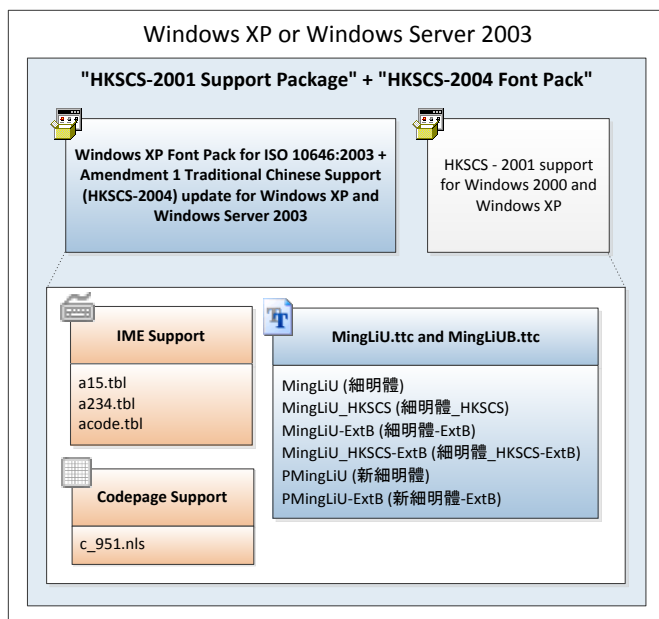 Windows XP or Windows Server 2003
"HKSCS-2001 Support Package" + "HKSCS-2004 Font Pack"
Windows XP Font Pack for ISO 10646:2003 +
Amendment 1 Traditional Chinese Support
(HKSCS-2004) update for Windows XP and
Windows Server 2003
HKSCS - 2001 support
for Windows 2000 and
Windows XP
IME Support
a15.tbl
a234.tbl
acode.tbl
Codepage Support
c_951.nls
MingLiU.ttc and MingLiUB.ttc
MingLiU (細明體)
MingLiU_HKSCS (細明體_HKSCS)
MingLiU-ExtB (細明體-ExtB)
MingLiU_HKSCS-ExtB (細明體_HKSCS-ExtB)
PMingLiU (新細明體)
PMingLiU-ExtB (新細明體-ExtB)